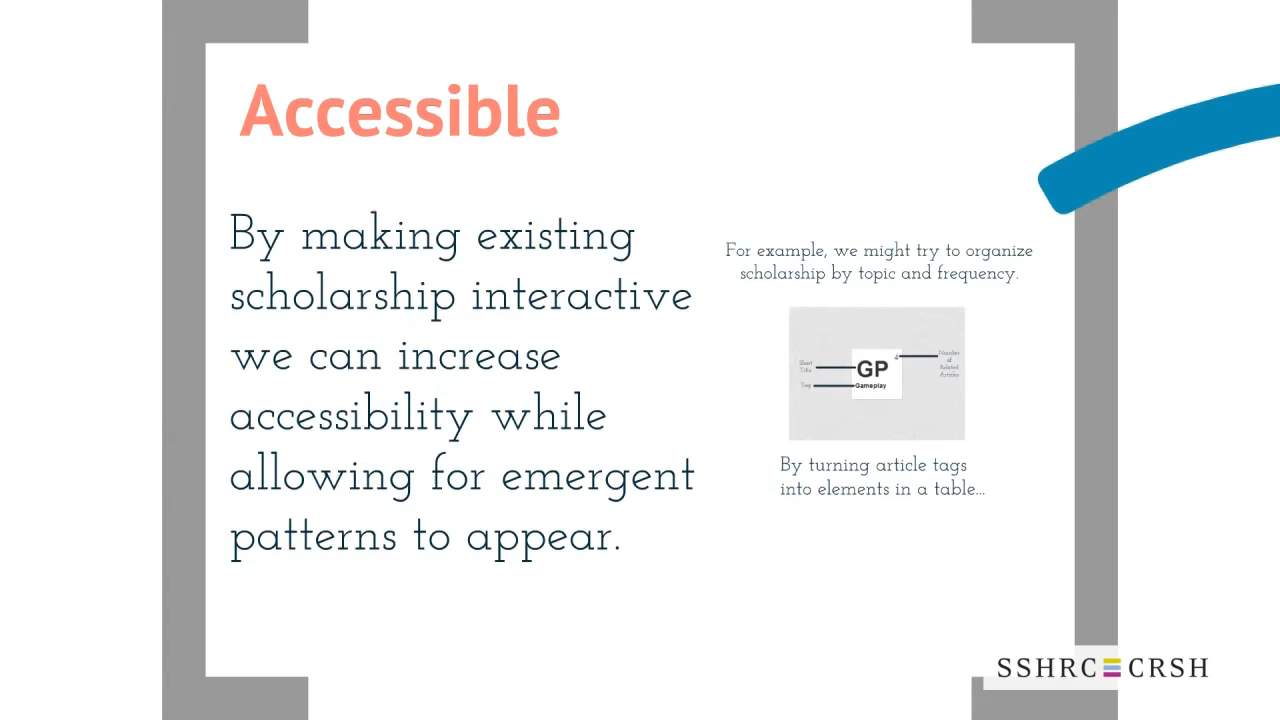 Accessible
By making existing
scholarship interactive
we can increase
accessibility while
allowing for emergent
patterns to appear.
For example, we might try to organize
scholarship by topic and frequency.
Short
Title
Tag
GP
4
Gameplay
Number
of
Related
Articles
By turning article tags
into elements in a table...
SSHRC CRSH